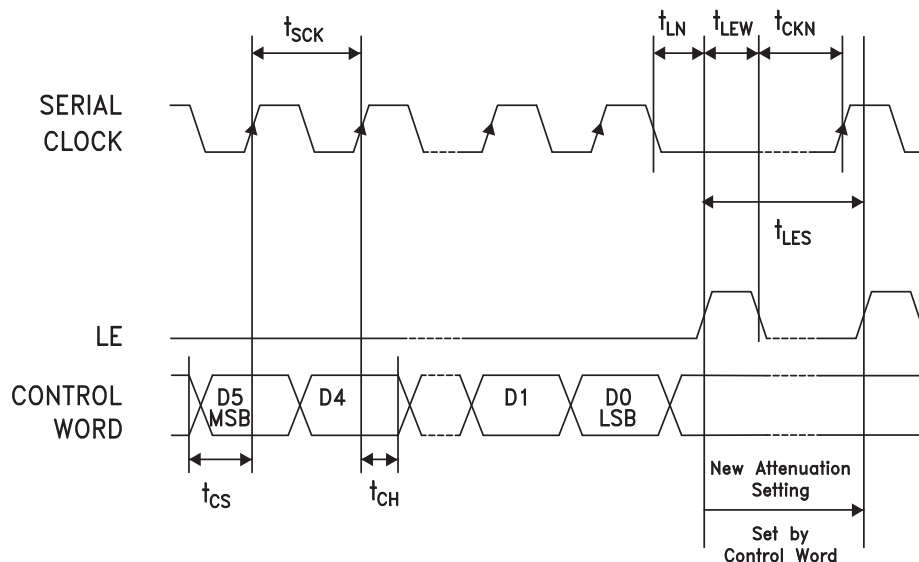 tSCK
tLN
tLEW
tCKN
SERIAL
CLOCK
tLES
LE
CONTROL
WORD
D5
MSB
D4
D1
D0
LSB
tCS
tCH
New Attenuation
Setting
Set by
Control Word